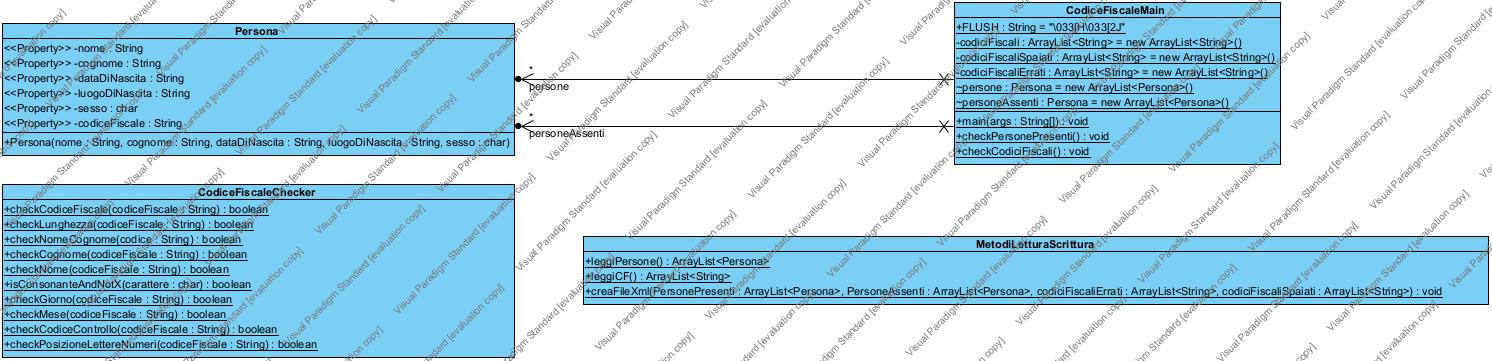 Persona
<<Property>> -nome : String
<<Property>> -cognome : String
<<Property>> -dataDiNascita : String
<<Property>> -luogoDiNascita : String
<<Property>> -sesso : char
<<Property>> -codiceFiscale : String
+Persona(nome : String, cognome : String, dataDiNascita : String, luogoDiNascita : String, sesso : char)
*
persone
*
personeAssenti
CodiceFiscaleMain
+FLUSH : String = "\033[H\033[2J"
-codiciFiscali : ArrayList<String> = new ArrayList<String>()
-codiciFiscaliSpaiati : ArrayList<String> = new ArrayList<String>()
-codiciFiscaliErrati : ArrayList<String> = new ArrayList<String>()
~persone : Persona = new ArrayList<Persona>()
~personeAssenti : Persona = new ArrayList<Persona>()
+main(args : String[]) : void
+checkPersonePresenti() : void
+checkCodiciFiscali() : void
CodiceFiscaleChecker
+checkCodiceFiscale(codiceFiscale : String) : boolean
+checkLunghezza(codiceFiscale : String) : boolean
+checkNomeCognome(codice : String) : boolean
+checkCognome(codiceFiscale : String) : boolean
+checkNome(codiceFiscale : String) : boolean
+isConsonanteAndNotX(carattere : char) : boolean
+checkGiorno(codiceFiscale : String) : boolean
+checkMese(codiceFiscale : String) : boolean
+checkCodiceControllo(codiceFiscale : String) : boolean
+checkPosizioneLettereNumeri(codiceFiscale : String) : boolean
MetodiLetturaScrittura
+leggiPersone() : ArrayList<Persona>
+leggiCF() : ArrayList<String>
+creaFileXml(PersonePresenti : ArrayList<Persona>, PersoneAssenti : ArrayList<Persona>, codiciFiscaliErrati : ArrayList<String>, codiciFiscaliSpaiati : ArrayList<String>) : void
Visual Paradigm Standard [evaluation copy]